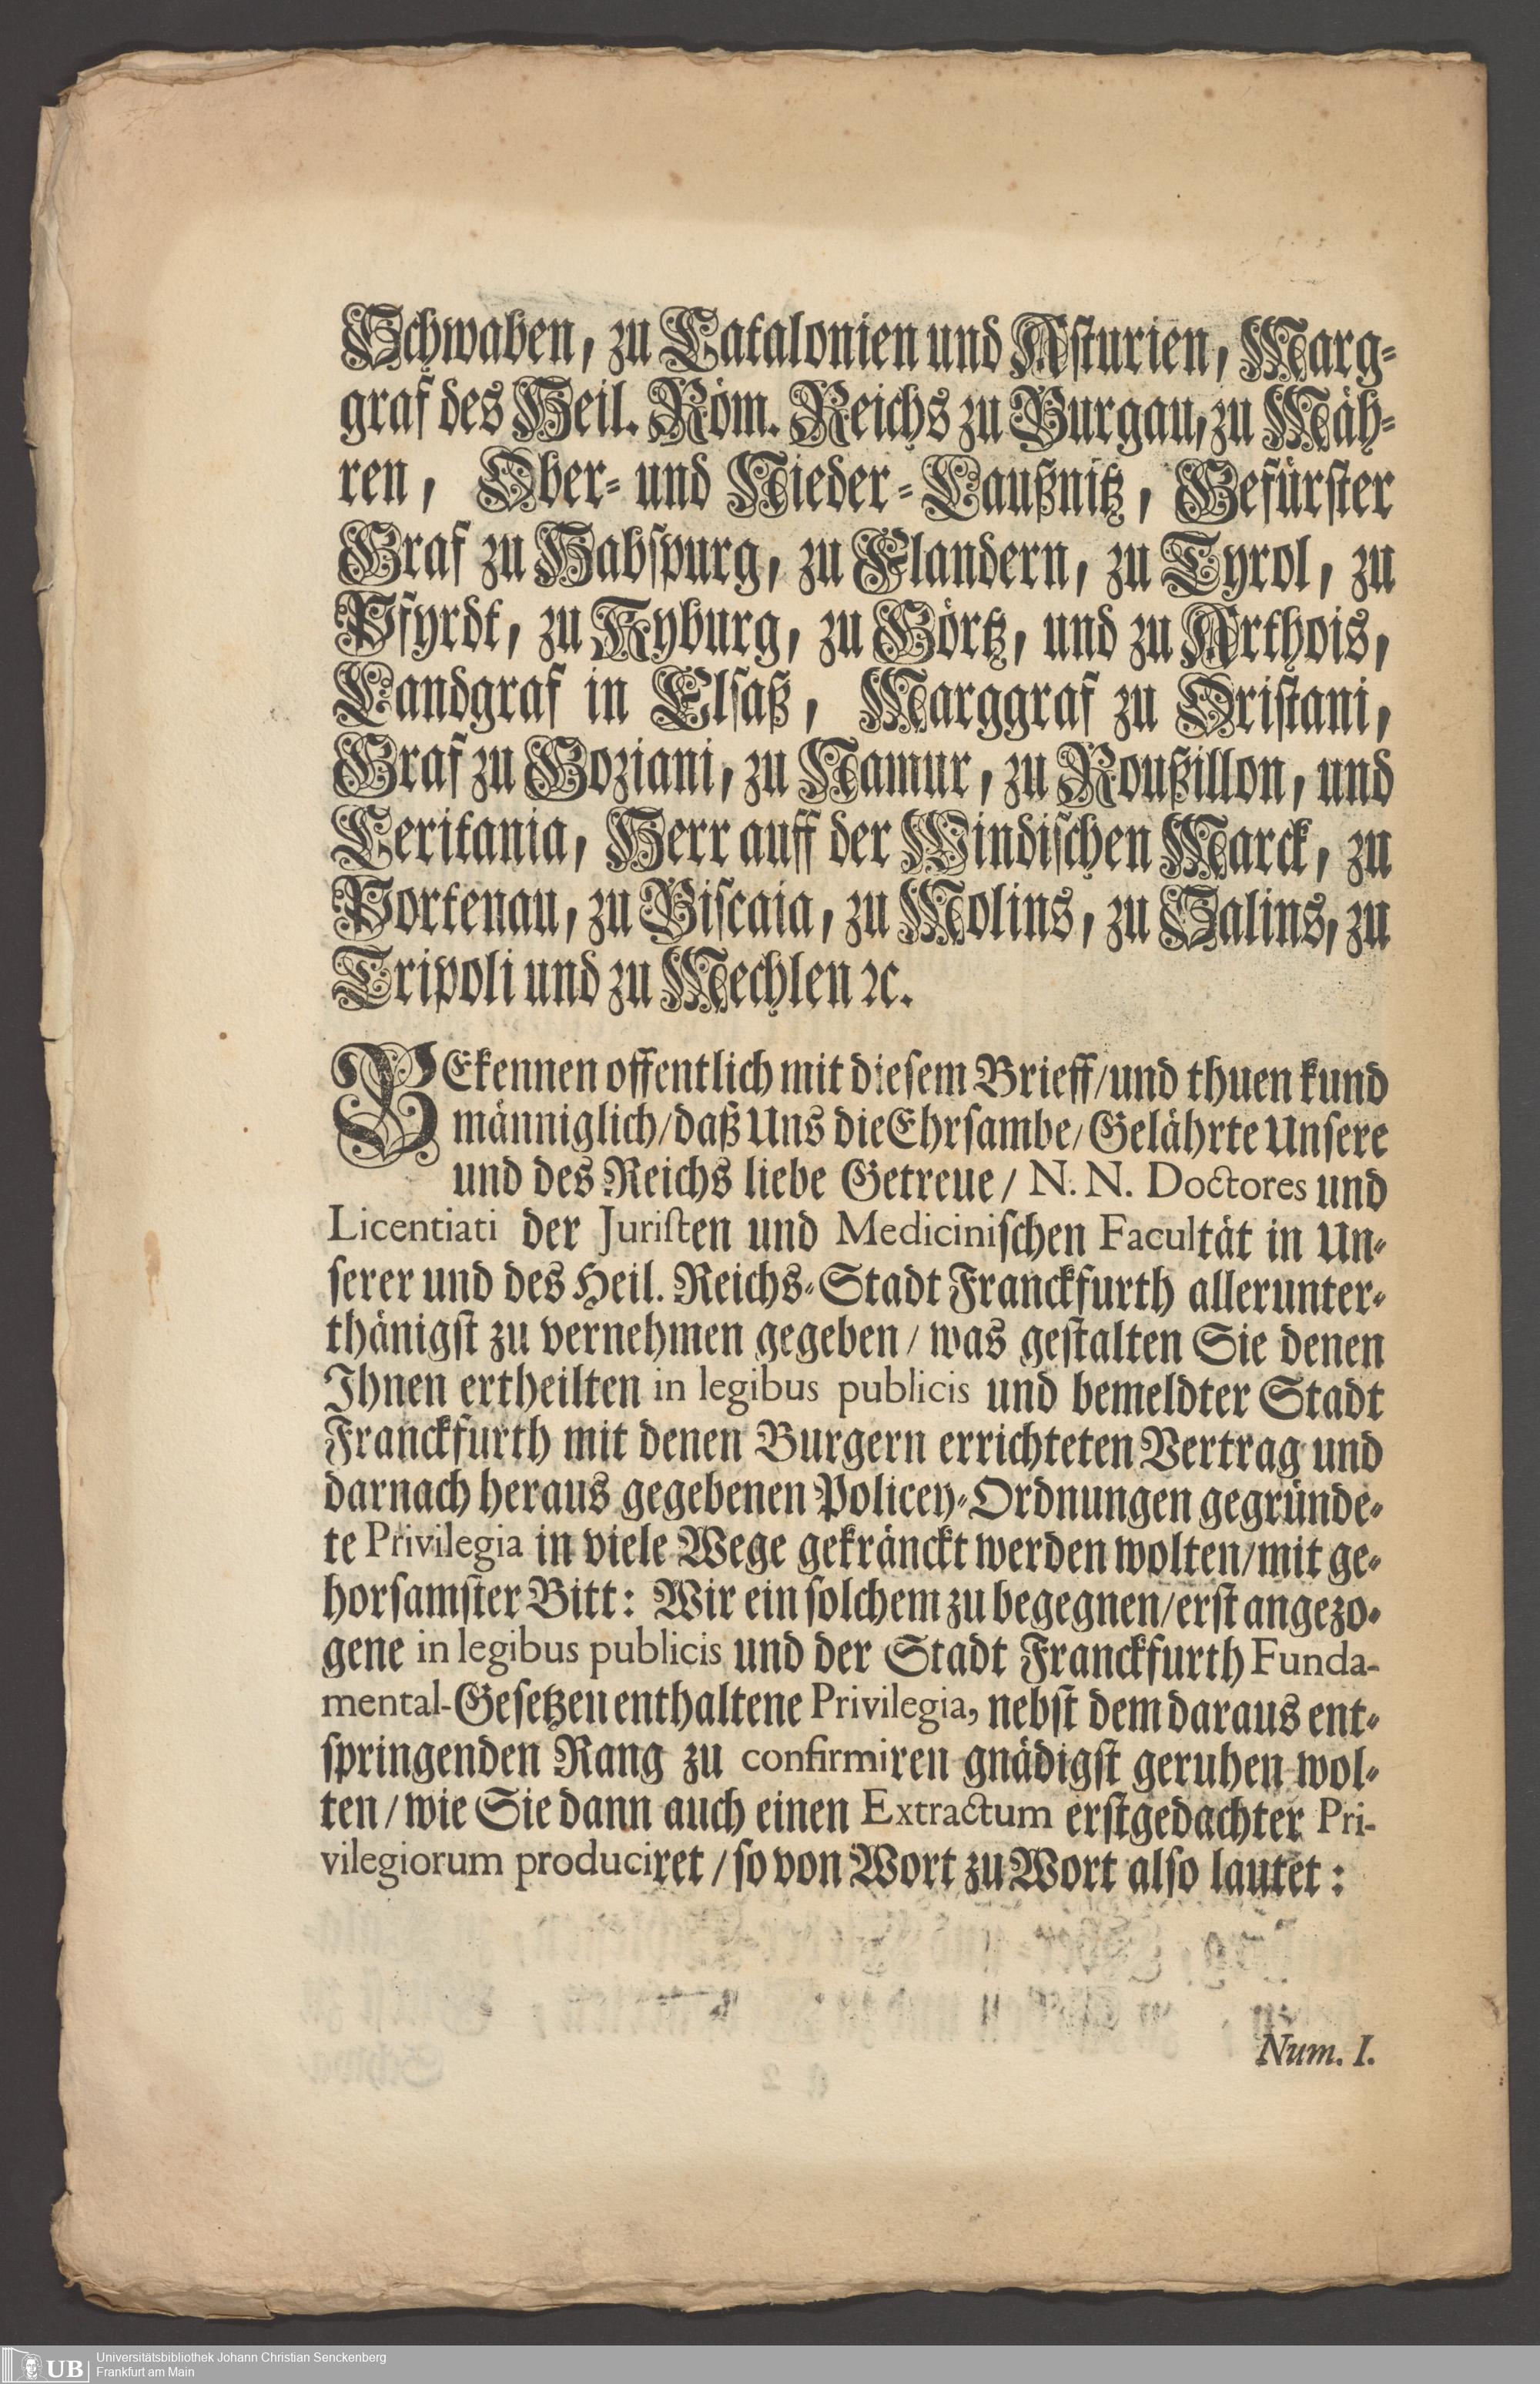 Schwaben, zu Catalonien und Asturien, Marg-
graf des Heil. Röm. Reichs zu Burgau, zu Mäh-
ren, Ober- und Nieder-Laußnitz, Gefürster
Graf zu Habspurg, zu Flandern, zu Tyrol, zu
Pfyrdt, zu Kyburg, zu Görtz, und zu Arthois,
Landgraf in Elsaß, Marggraf zu Oristani,
Graf zu Goziani, zu Namur, zu Roußillon, und
Ceritania, Herr auff der Windischen Marck, zu
Portenau, zu Biscaia, zu Molins, zu Salins, zu
Tripoli und zu Mechlen ꝛc.
BEkennen offentlich mit diesem Brieff/und thuen kund
männiglich/daß Uns die Ehrsambe/Gelährte Unsere
und des Reichs liebe Getreue / N. N. Doctores und
Licentiati der Juristen und Medicinischen Facultät in Un-
serer und des Heil. Reichs-Stadt Franckfurth allerunter-
thänigst zu vernehmen gegeben / was gestalten Sie denen
Ihnen ertheilten in legibus publicis und bemeldter Stadt
Franckfurth mit denen Burgern errichteten Vertrag und
darnach heraus gegebenen Policey-Ordnungen gegründe-
te Privilegia in viele Wege gekränckt werden wolten/mit ge-
horsamster Bitt: Wir ein solchem zu begegnen/erst angezo-
gene in legibus publicis und der Stadt Franckfurth Funda-
mental-Gesetzen enthaltene Privilegia, nebst dem daraus ent-
springenden Rang zu confirmiren gnädigst geruhen wol-
ten / wie Sie dann auch einen Extractum erstgedachter Pri-
vilegiorum produciret / so von Wort zu Wort also lautet:
Num. I.
UB
Universitätsbibliothek Johann Christian Senckenberg
Frankfurt am Main